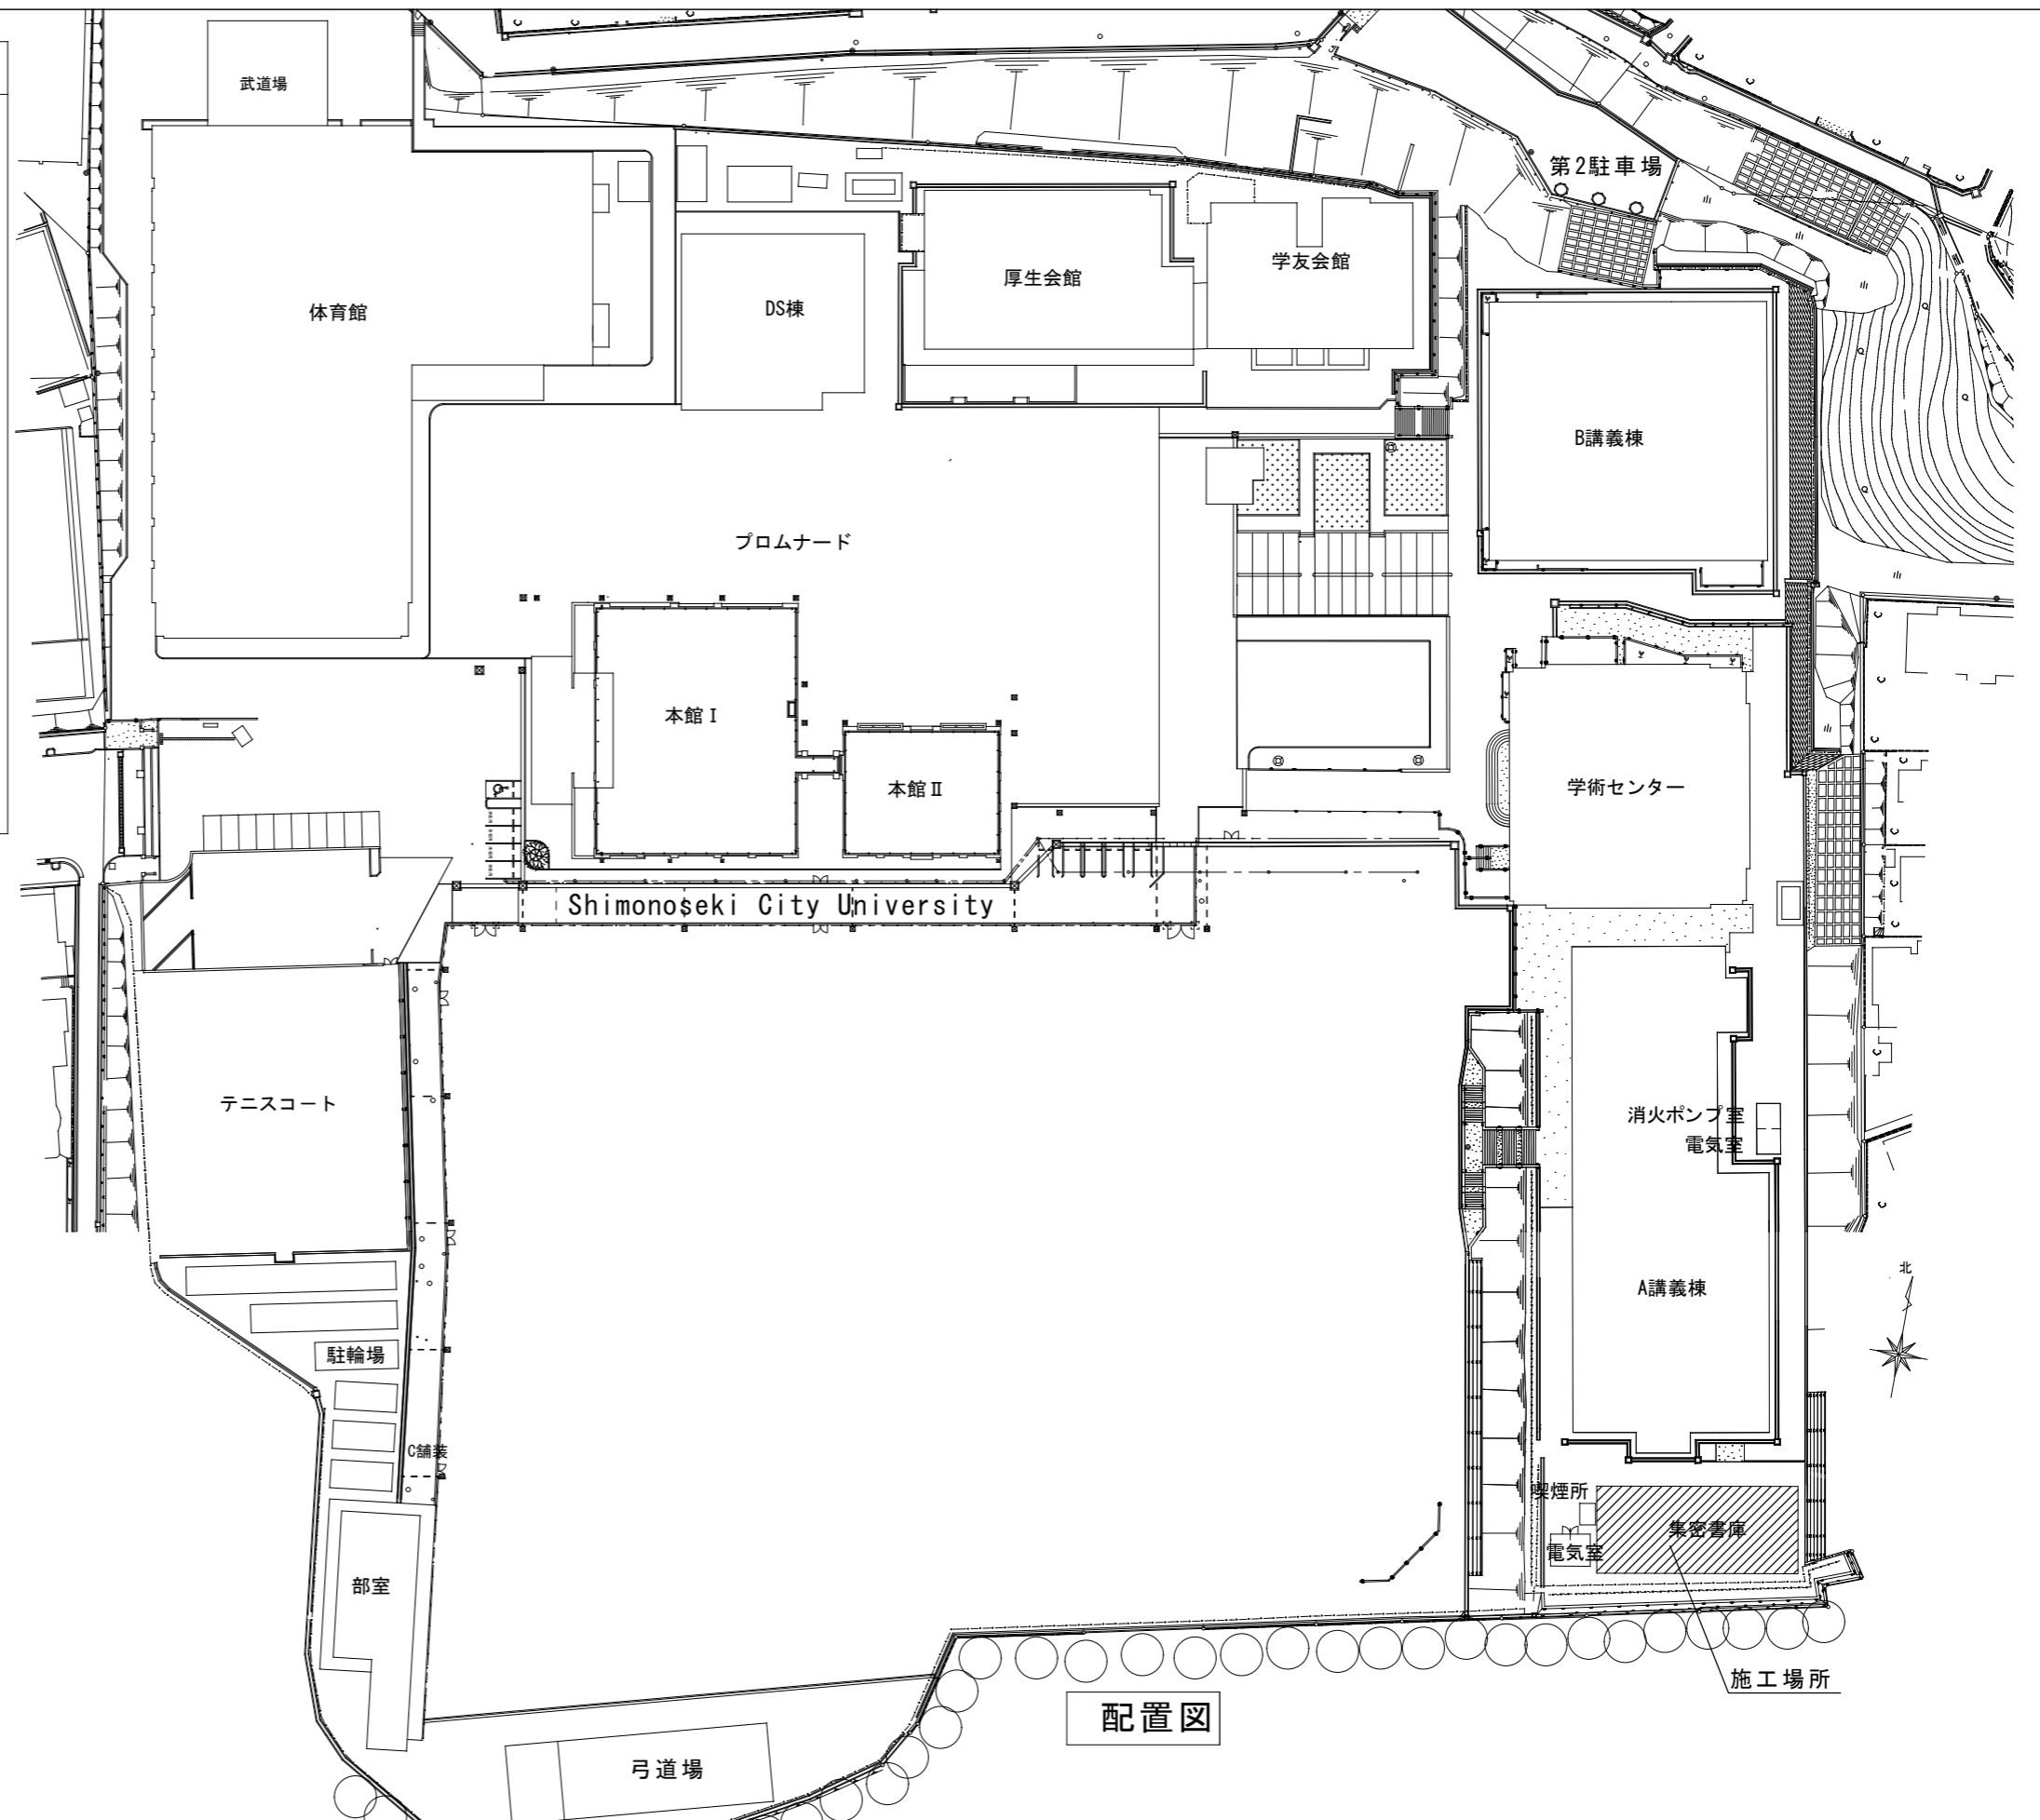 武道場
第2駐車場
学友会館
厚生会館
DS棟
体育館
B講義棟
プロムナード
本館Ⅰ
本館Ⅱ
学術センター
Shimonoseki City University
テニスコート
消火ポンプ室
電気室
北
A講義棟
駐輪場
C舗装
喫煙所
集密書庫
電気室
部室
施工場所
配置図
弓道場